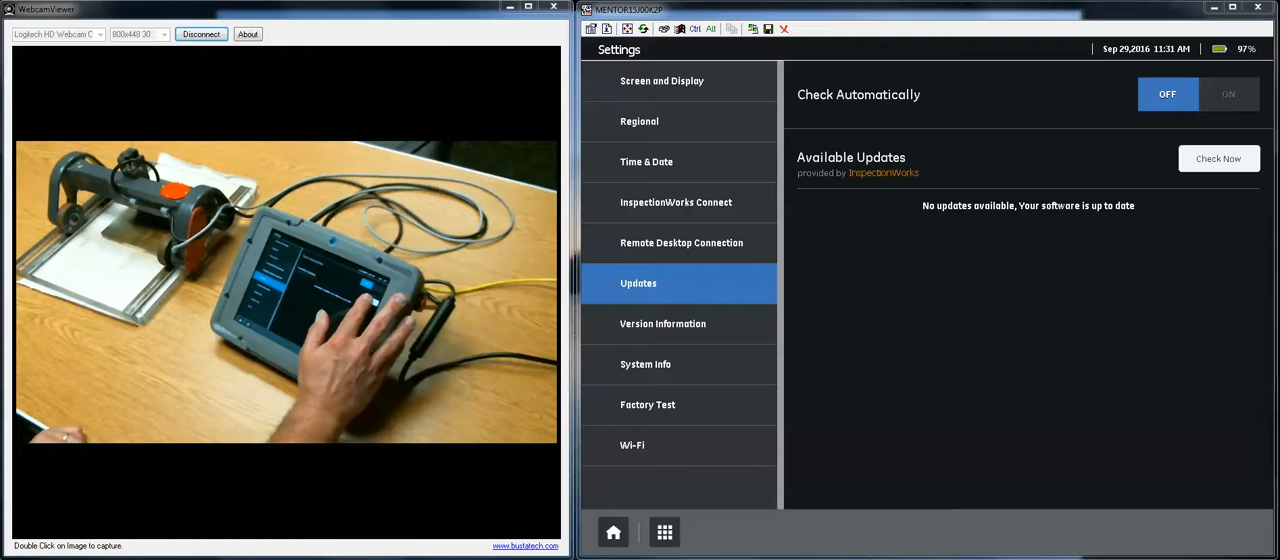 WebcamViewer
Logitech HD Webcam C
800x448 30
Disconnect
About
Double Click on Image to capture.
www.bustatech.com
MENTOR15J00K2P
Ctrl Alt
Settings
Sep 29,2016 11:31 AM
97%
Screen and Display
Regional
Time & Date
InspectionWorks Connect
Remote Desktop Connection
Updates
Version Information
System Info
Factory Test
Wi-Fi
Check Automatically
OFF
ON
Available Updates
provided by InspectionWorks
Check Now
No updates available, Your software is up to date